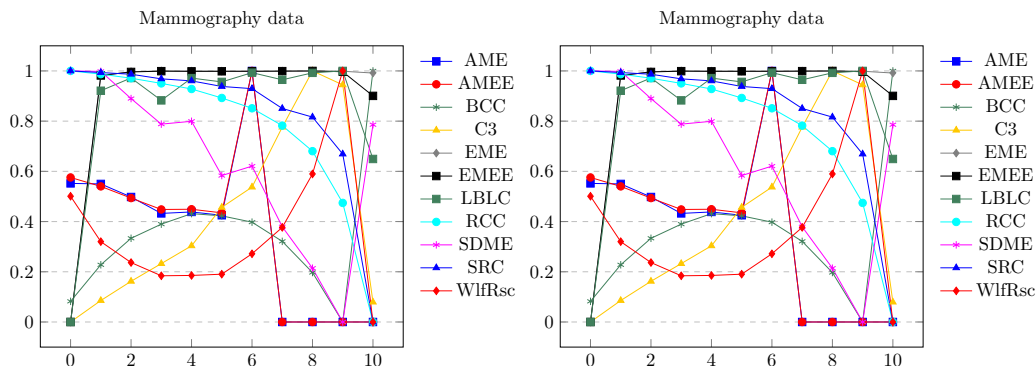 Mammography data
1
0.8
0.6
0.4
0.2
0
0 2 4 6 8 10
AME
AMEE
BCC
C3
EME
EMEE
LBLC
RCC
SDME
SRC
WlfRsc
Mammography data
1
0.8
0.6
0.4
0.2
0
0 2 4 6 8 10
AME
AMEE
BCC
C3
EME
EMEE
LBLC
RCC
SDME
SRC
WlfRsc